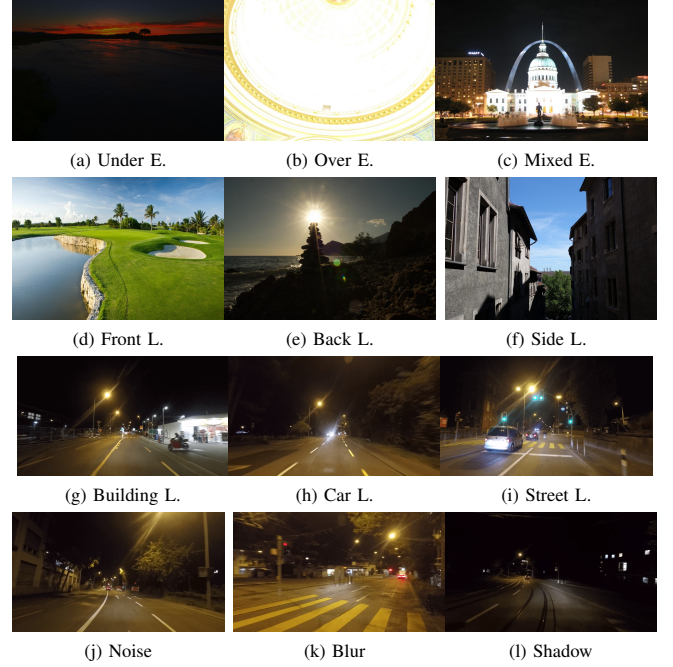 (a) Under E.
(b) Over E.
(c) Mixed E.
(d) Front L.
(e) Back L.
(f) Side L.
(g) Building L.
(h) Car L.
(i) Street L.
(j) Noise
(k) Blur
(l) Shadow